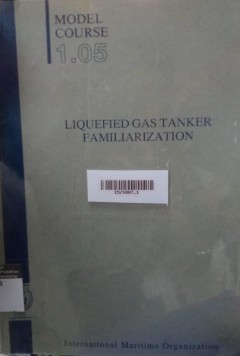 MODEL
COURSE
1.05
LIQUEFIED GAS TANKER
FAMILIARIZATION
International Maritime Organization